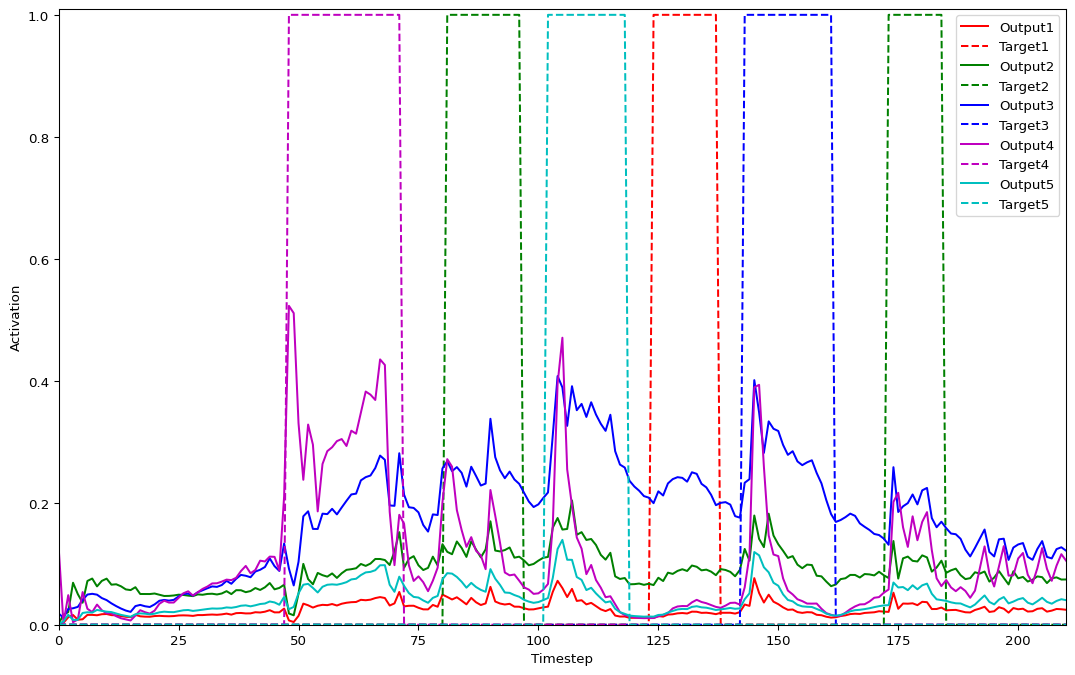 1.0
0.8
0.6
0.4
0.2
0.0
Activation
0 25 50 75 100 125 150 175 200
Timestep
Output1
Target1
Output2
Target2
Output3
Target3
Output4
Target4
Output5
Target5